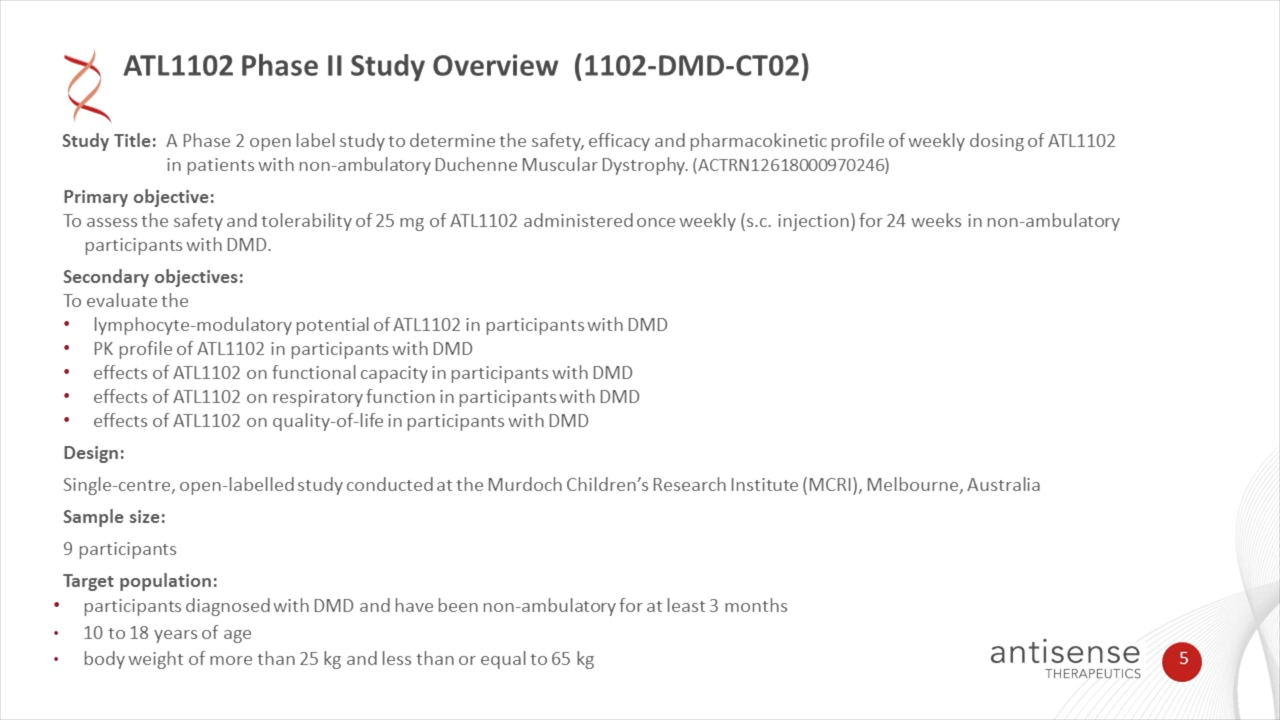 ATL1102 Phase II Study Overview (1102-DMD-CT02)
Study Title: A Phase 2 open label study to determine the safety, efficacy and pharmacokinetic profile of weekly dosing of ATL1102
in patients with non-ambulatory Duchenne Muscular Dystrophy. (ACTRN12618000970246)
Primary objective:
To assess the safety and tolerability of 25 mg of ATL1102 administered once weekly (s.c. injection) for 24 weeks in non-ambulatory
participants with DMD.
Secondary objectives:
To evaluate the
• lymphocyte-modulatory potential of ATL1102 in participants with DMD
• PK profile of ATL1102 in participants with DMD
• effects of ATL1102 on functional capacity in participants with DMD
• effects of ATL1102 on respiratory function in participants with DMD
• effects of ATL1102 on quality-of-life in participants with DMD
Design:
Single-centre, open-labelled study conducted at the Murdoch Children's Research Institute (MCRI), Melbourne, Australia
Sample size:
9 participants
Target population:
• participants diagnosed with DMD and have been non-ambulatory for at least 3 months
• 10 to 18 years of age
• body weight of more than 25 kg and less than or equal to 65 kg
antisense
THERAPEUTICS
5